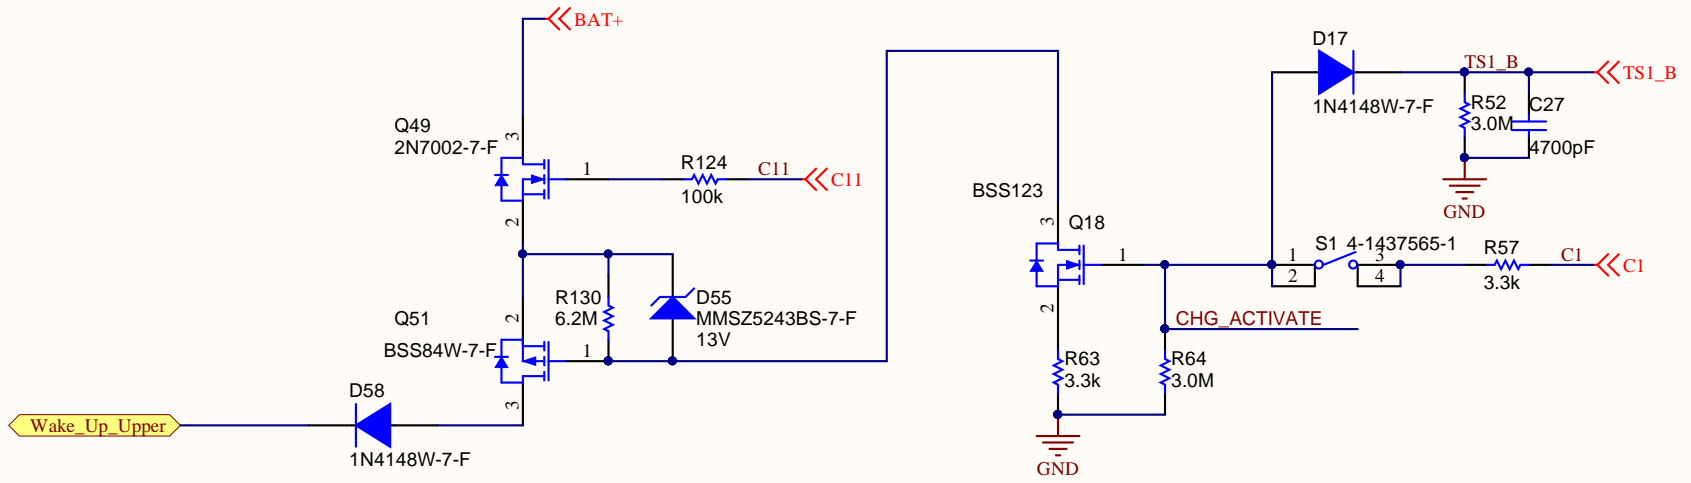 BAT+
D17
TS1_B
TS1_B
1N4148W-7-F
R52
3.0M
C27
4700pF
GND
Q49
2N7002-7-F
3
1
2
R124
100k
C11
C11
BSS123
3
Q18
1
2
S1 4-1437565-1
1
2
3
4
R57
3.3k
C1
C1
R130
6.2M
D55
MMSZ5243BS-7-F
13V
Q51
BSS84W-7-F
2
1
3
CHG_ACTIVATE
R63
3.3k
R64
3.0M
GND
D58
Wake_Up_Upper
1N4148W-7-F